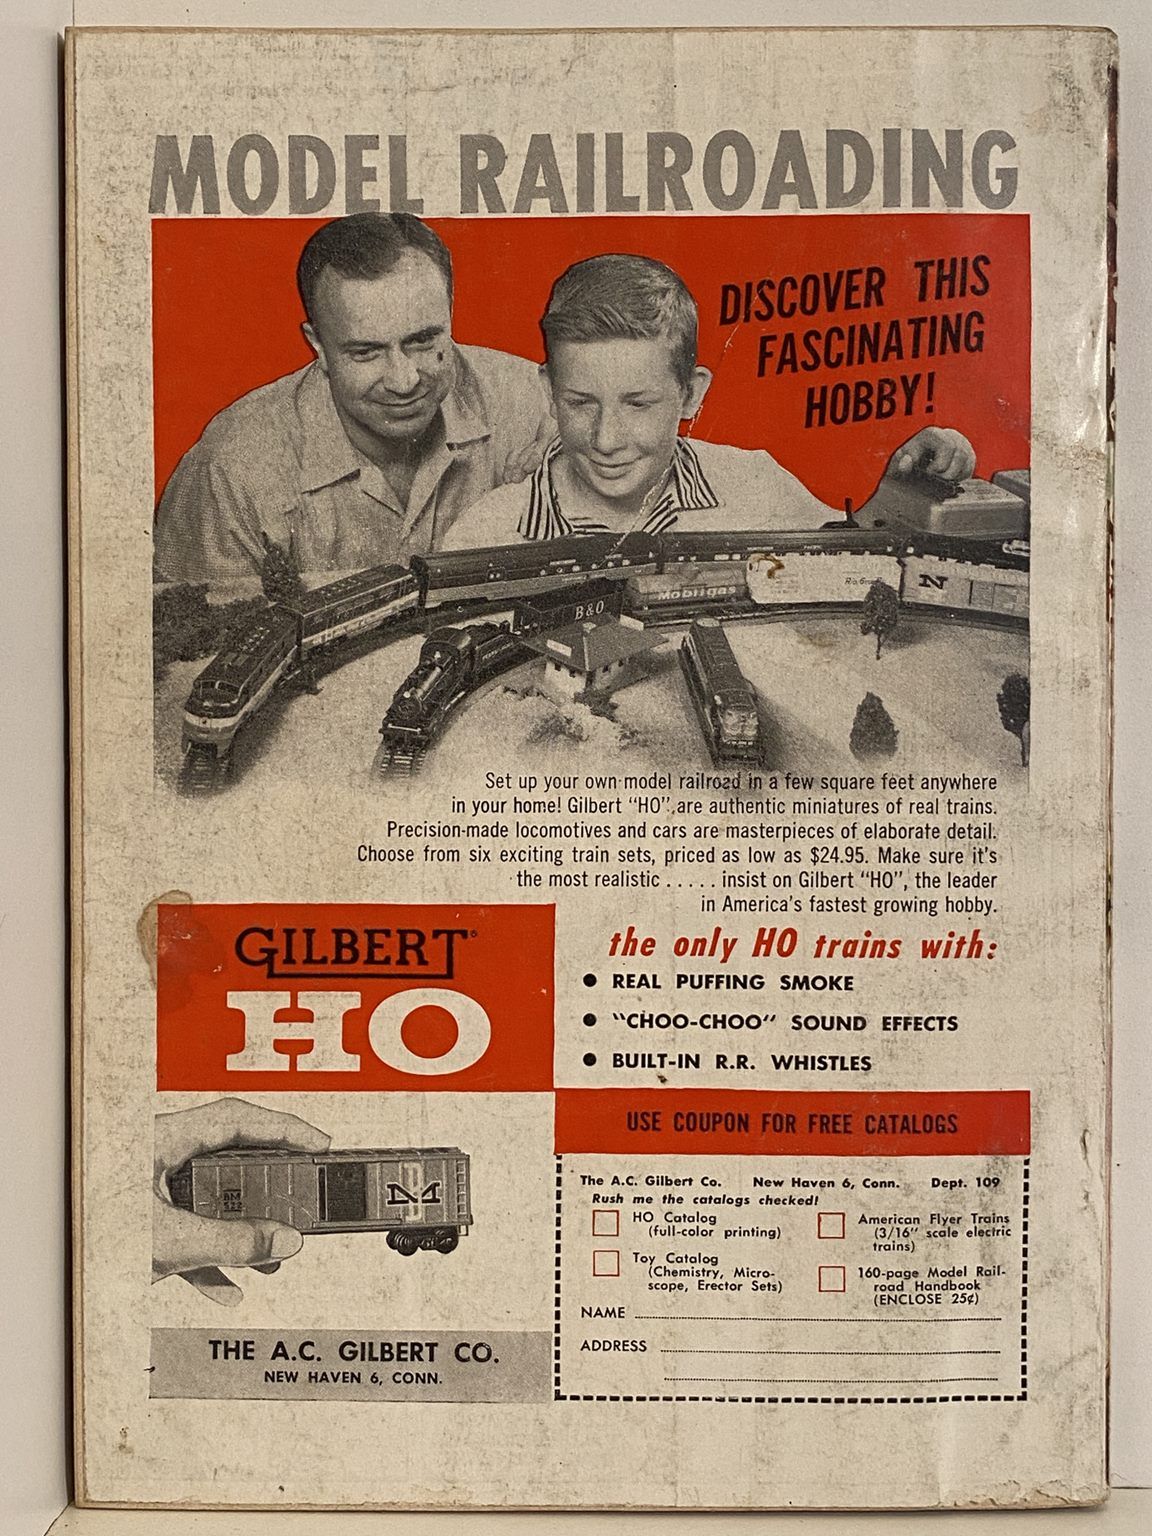 MODEL RAILROADING
DISCOVER THIS
FASCINATING
HOBBY!
B&O
Mobilgas
Rio Grande
N
Set up your own model railroad in a few square feet anywhere
in your home! Gilbert "HO", are authentic miniatures of real trains.
Precision-made locomotives and cars are masterpieces of elaborate detail.
Choose from six exciting train sets, priced as low as $24.95. Make sure it's
the most realistic . . . . . insist on Gilbert "HO", the leader
in America's fastest growing hobby.
GILBERT
HO
the only HO trains with:
● REAL PUFFING SMOKE
● "CHOO-CHOO" SOUND EFFECTS
● BUILT-IN R.R. WHISTLES
BM
522
M
THE A.C. GILBERT CO.
NEW HAVEN 6, CONN.
USE COUPON FOR FREE CATALOGS
The A.C. Gilbert Co. New Haven 6, Conn. Dept. 109
Rush me the catalogs checked!
HO Catalog
(full-color printing)
Toy Catalog
(Chemistry, Micro-
scope, Erector Sets)
American Flyer Trains
(3/16" scale electric
trains)
160-page Model Rail-
road Handbook
(ENCLOSE 25¢)
NAME
ADDRESS